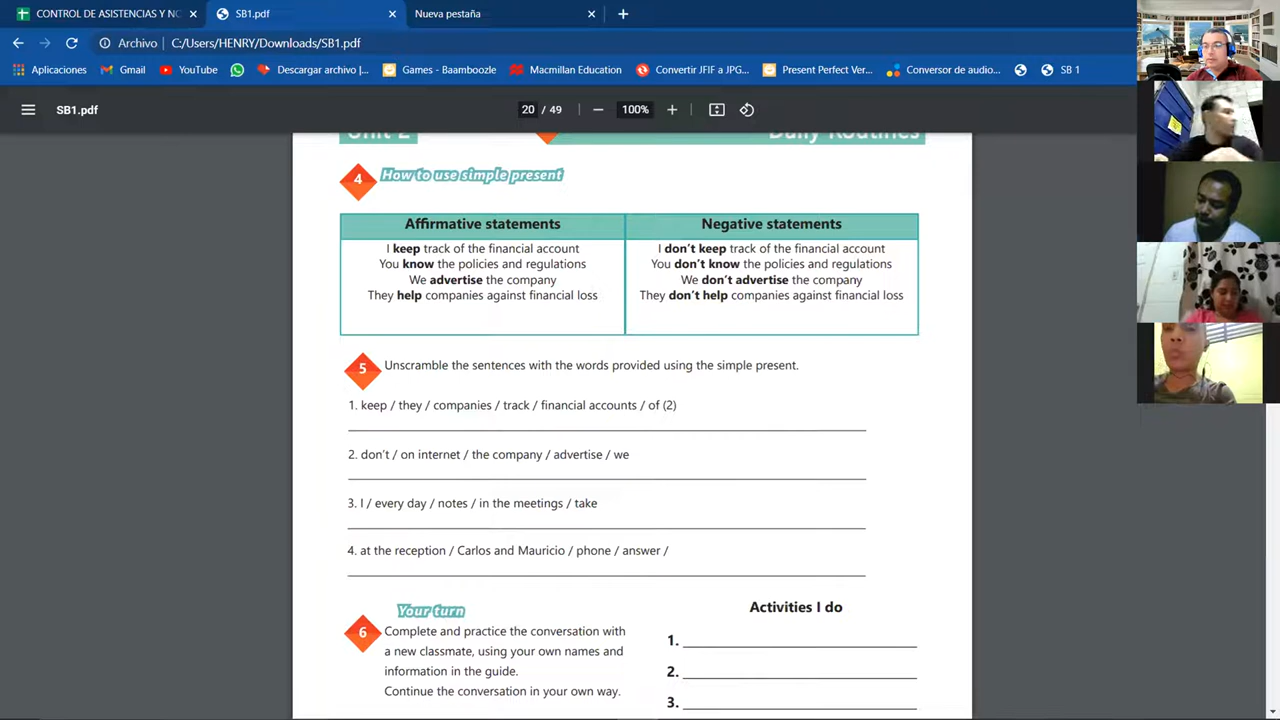 CONTROL DE ASISTENCIAS Y NO
SB1.pdf
Nueva pestaña
Archivo
C:/Users/HENRY/Downloads/SB1.pdf
Aplicaciones
Gmail
YouTube
Descargar archivo |...
Games - Bamboozle
Macmillan Education
Convertir JFIF a JPG...
Present Perfect Ver...
Conversor de audio...
SB 1
SB1.pdf
20 / 49
100%
Unit 2
Daily Routines
4
How to use simple present
Affirmative statements
Negative statements
I keep track of the financial account
You know the policies and regulations
We advertise the company
They help companies against financial loss
I don't keep track of the financial account
You don't know the policies and regulations
We don't advertise the company
They don't help companies against financial loss
5
Unscramble the sentences with the words provided using the simple present.
1. keep / they / companies / track / financial accounts / of (2)
2. don't / on internet / the company / advertise / we
3. I / every day / notes / in the meetings / take
4. at the reception / Carlos and Mauricio / phone / answer /
6
Your turn
Complete and practice the conversation with
a new classmate, using your own names and
information in the guide.
Continue the conversation in your own way.
Activities I do
1.
2.
3.